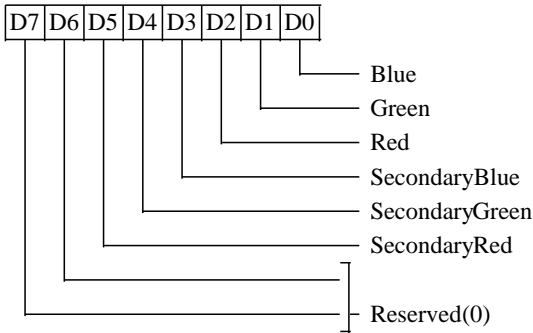 D7 D6 D5 D4 D3 D2 D1 D0
Blue
Green
Red
SecondaryBlue
SecondaryGreen
SecondaryRed
Reserved(0)